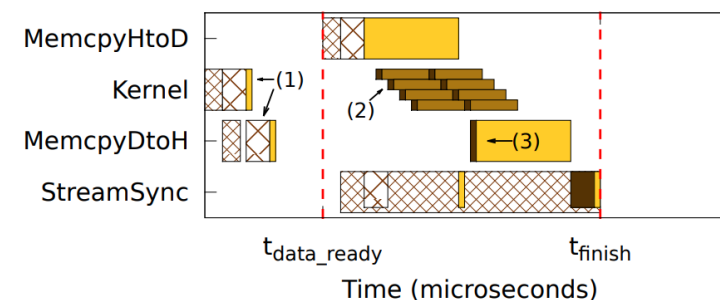 MemcpyHtoD
Kernel
(1)
(2)
MemcpyDtoH
(3)
StreamSync
t_data_ready
t_finish
Time (microseconds)